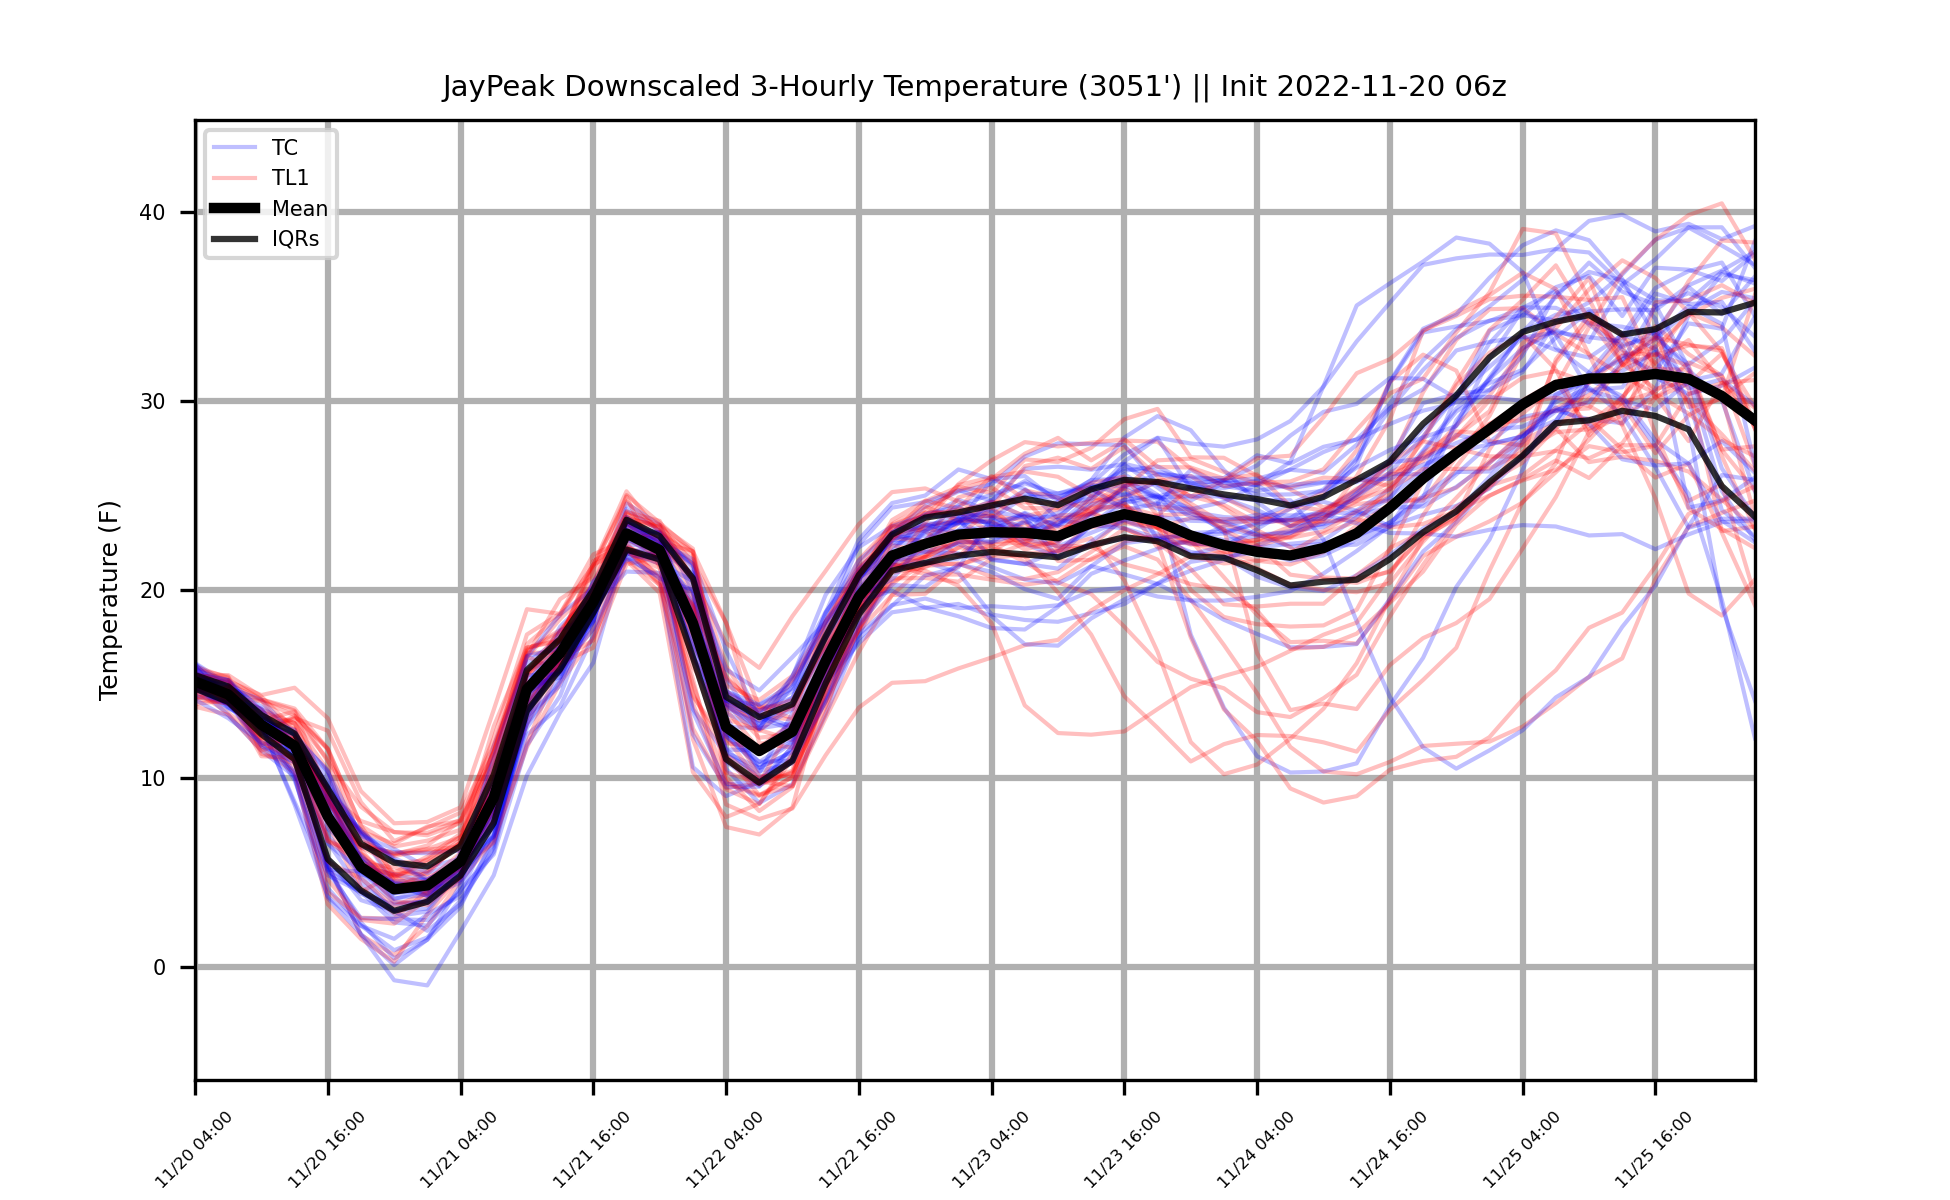 JayPeak Downscaled 3-Hourly Temperature (3051') || Init 2022-11-20 06z
TC
TL1
Mean
IQRs
Temperature (F)
40
30
20
10
0
11/20 04:00
11/20 16:00
11/21 04:00
11/21 16:00
11/22 04:00
11/22 16:00
11/23 04:00
11/23 16:00
11/24 04:00
11/24 16:00
11/25 04:00
11/25 16:00